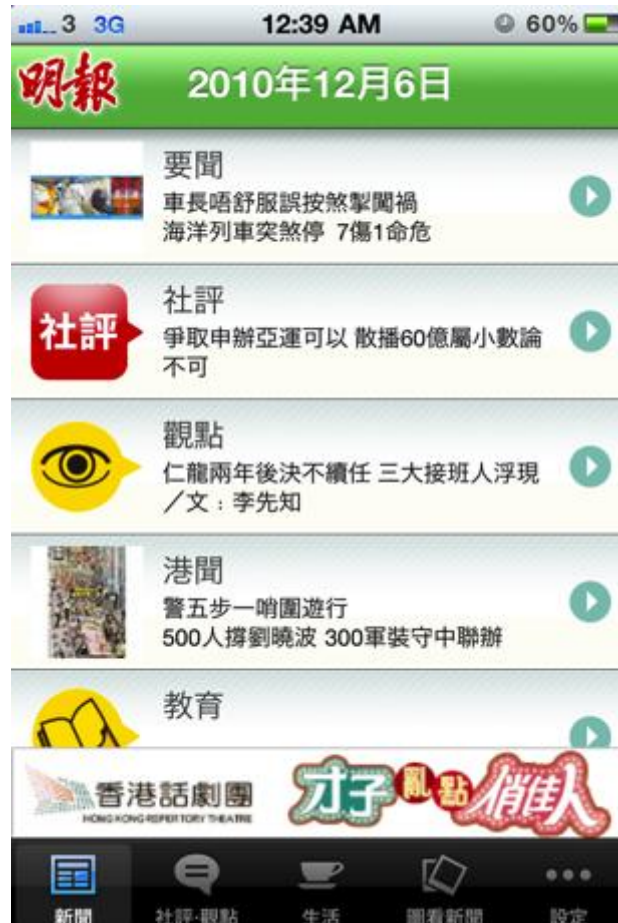 3 3G 12:39 AM 60%
明報 2010年12月6日
要聞
車長唔舒服誤按煞掣闖禍
海洋列車突煞停 7傷1命危
社評
社評
爭取申辦亞運可以 散播60億屬小數論
不可
觀點
仁龍兩年後決不續任 三大接班人浮現
／文：李先知
港聞
警五步一哨圍遊行
500人撐劉曉波 300軍裝守中聯辦
教育
香港話劇團
HONG KONG REPERTORY THEATRE
才子亂點俏佳人
新聞 社評·觀點 生活 圖看新聞 設定